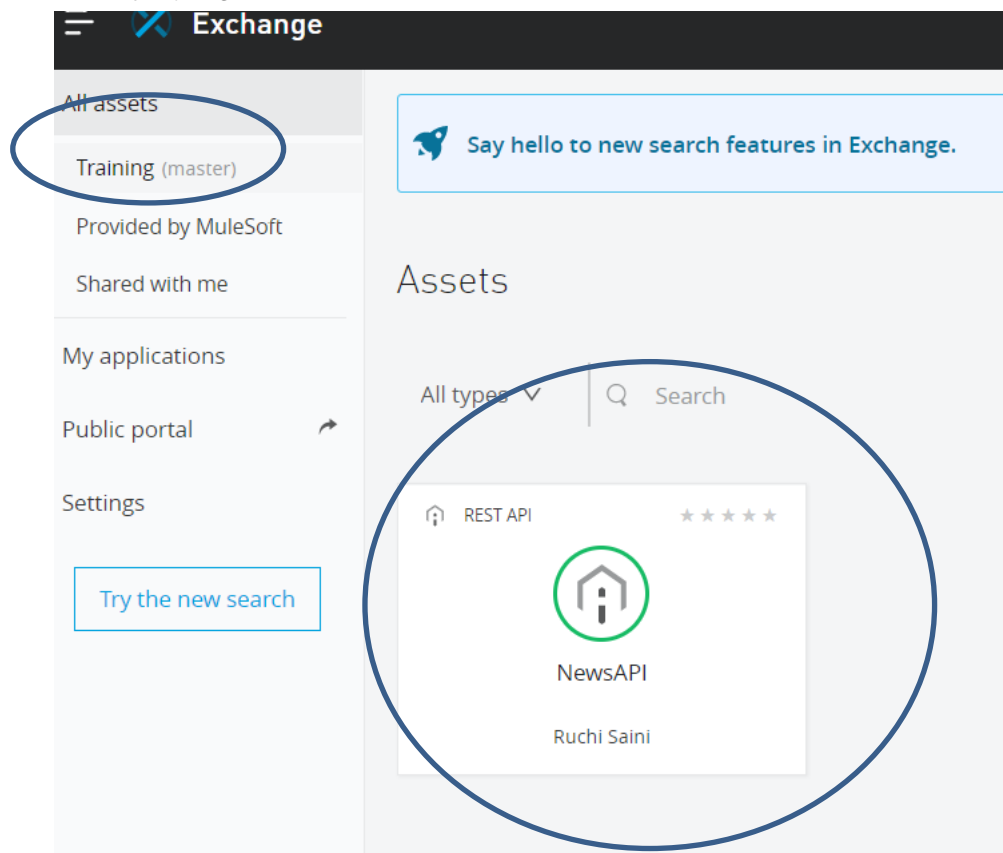 Exchange
All assets
Training (master)
Provided by MuleSoft
Shared with me
My applications
Public portal
Settings
Try the new search
Say hello to new search features in Exchange.
Assets
All types
Search
REST API
NewsAPI
Ruchi Saini